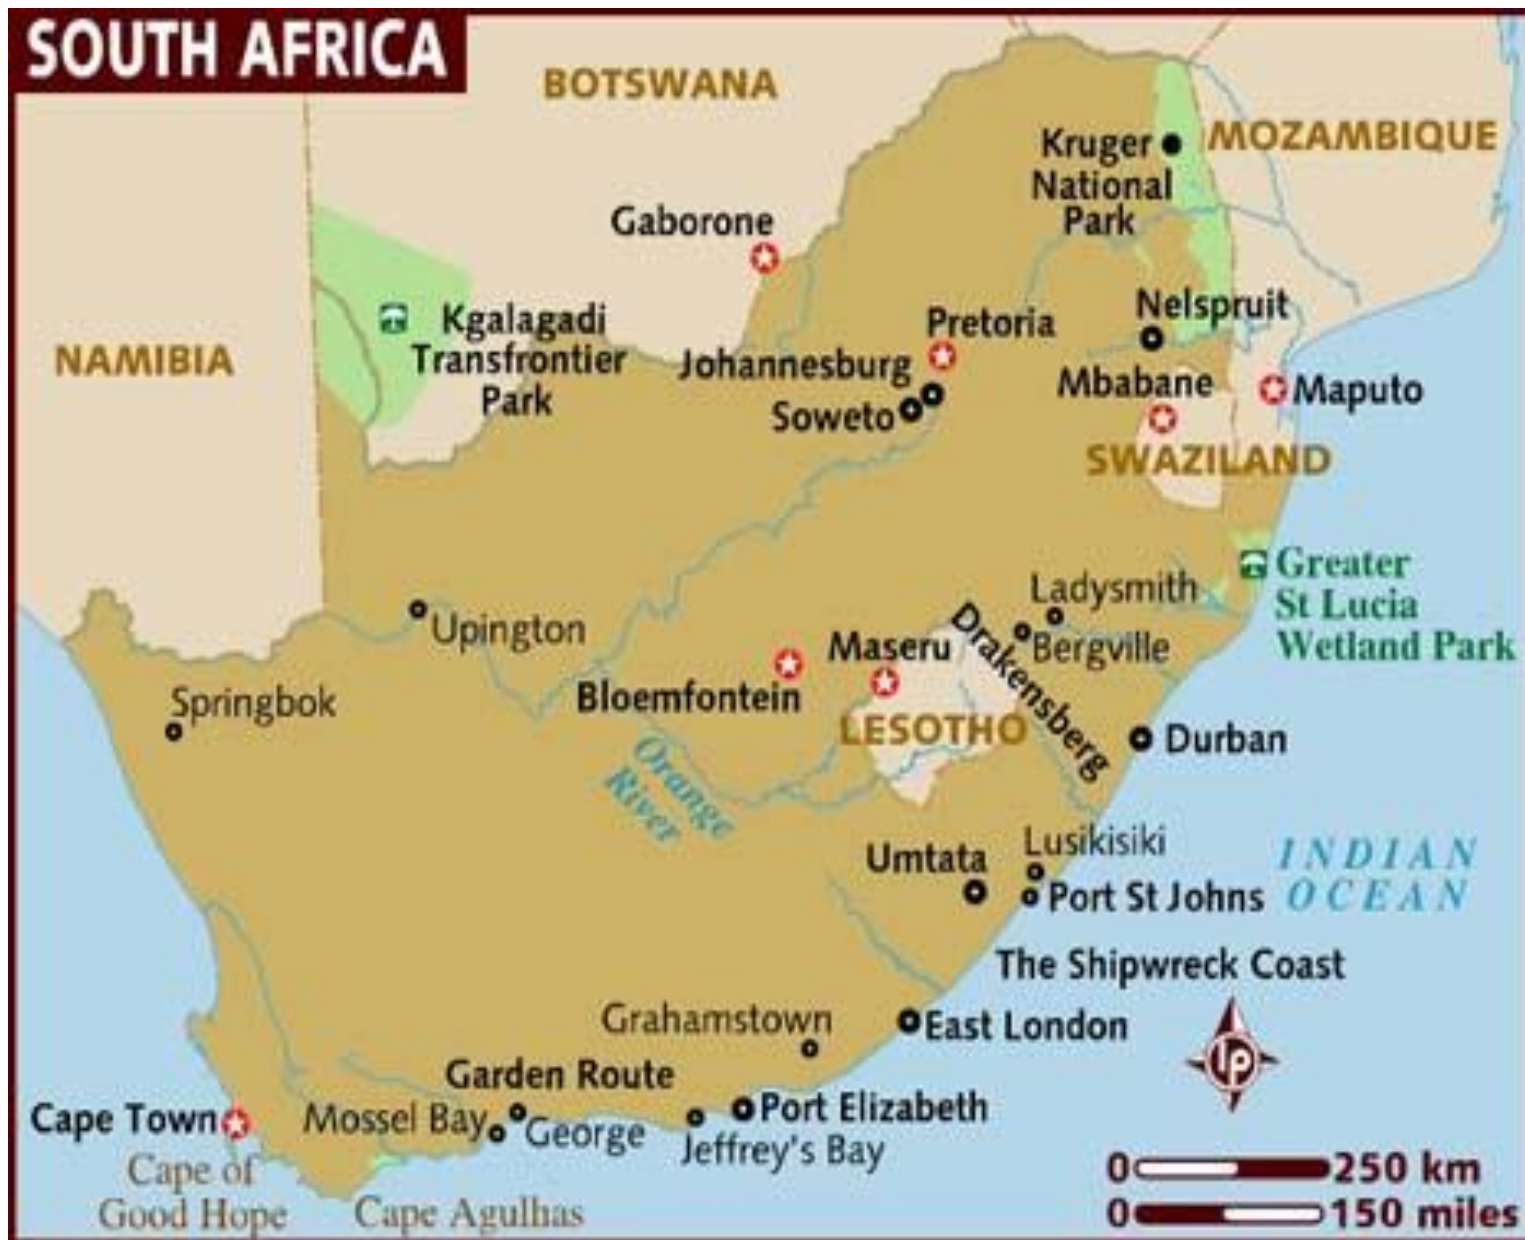 SOUTH AFRICA
BOTSWANA
MOZAMBIQUE
Kruger
National
Park
Gaborone
Nelspruit
Kgalagadi
Transfrontier
Park
Pretoria
NAMIBIA
Johannesburg
Mbabane
Maputo
Soweto
SWAZILAND
Greater
St Lucia
Wetland Park
Ladysmith
Upington
Drakensberg
Bergville
Maseru
Bloemfontein
Springbok
LESOTHO
Durban
Orange
River
Lusikisiki
Umtata
Port St Johns
INDIAN
OCEAN
The Shipwreck Coast
Grahamstown
East London
lp
Garden Route
Cape Town
Mossel Bay
George
Port Elizabeth
Jeffrey's Bay
Cape of
Good Hope
Cape Agulhas
0 250 km
0 150 miles